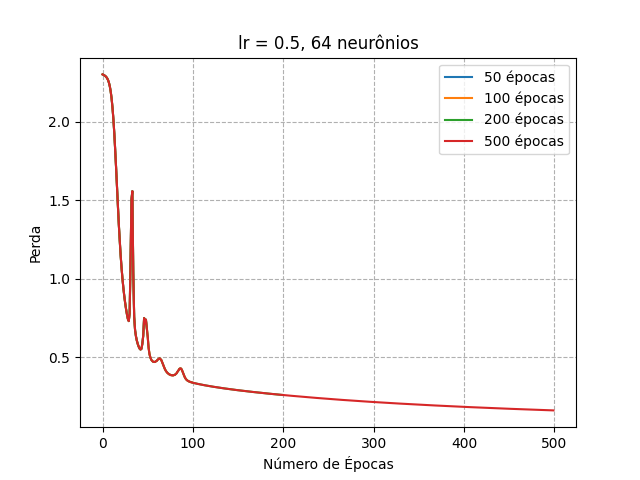 lr = 0.5, 64 neurônios
50 épocas
100 épocas
200 épocas
500 épocas
2.0
1.5
1.0
0.5
Perda
0 100 200 300 400 500
Número de Épocas